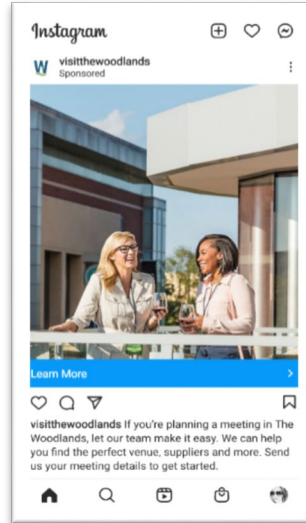 Instagram
W
visitthewoodlands
Sponsored
Learn More
visitthewoodlands If you're planning a meeting in The
Woodlands, let our team make it easy. We can help
you find the perfect venue, suppliers and more. Send
us your meeting details to get started.